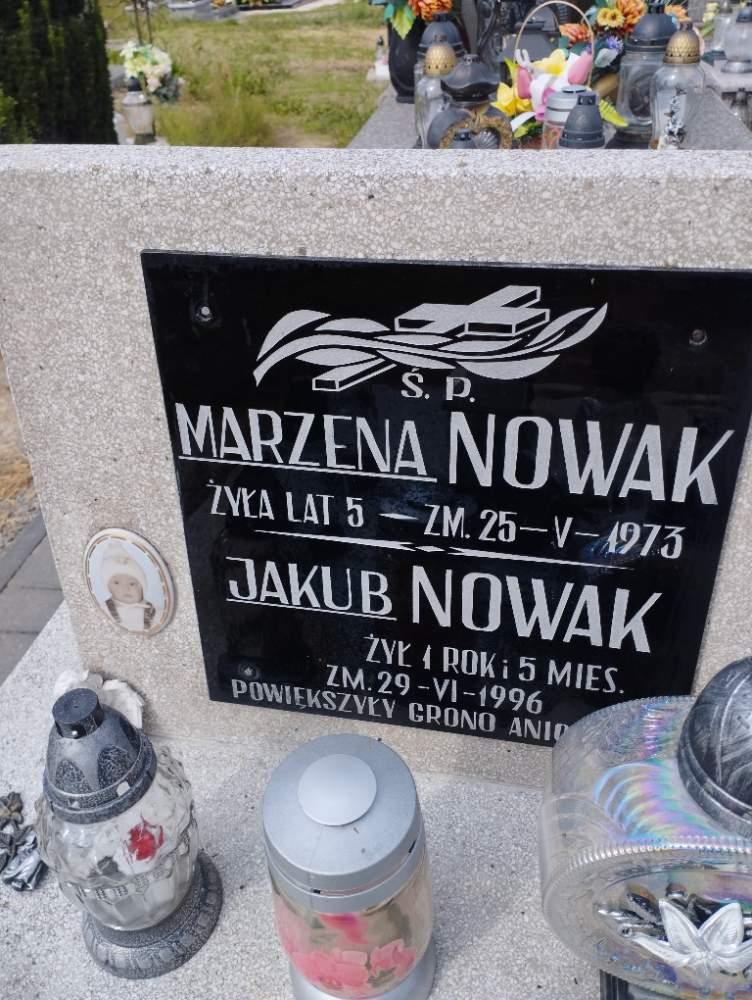 Ś. P.
MARZENA NOWAK
ŻYŁA LAT 5 — ZM. 25-V-1973
JAKUB NOWAK
ŻYŁ 1 ROK i 5 MIES.
ZM. 29-VI-1996
POWIĘKSZYŁY GRONO